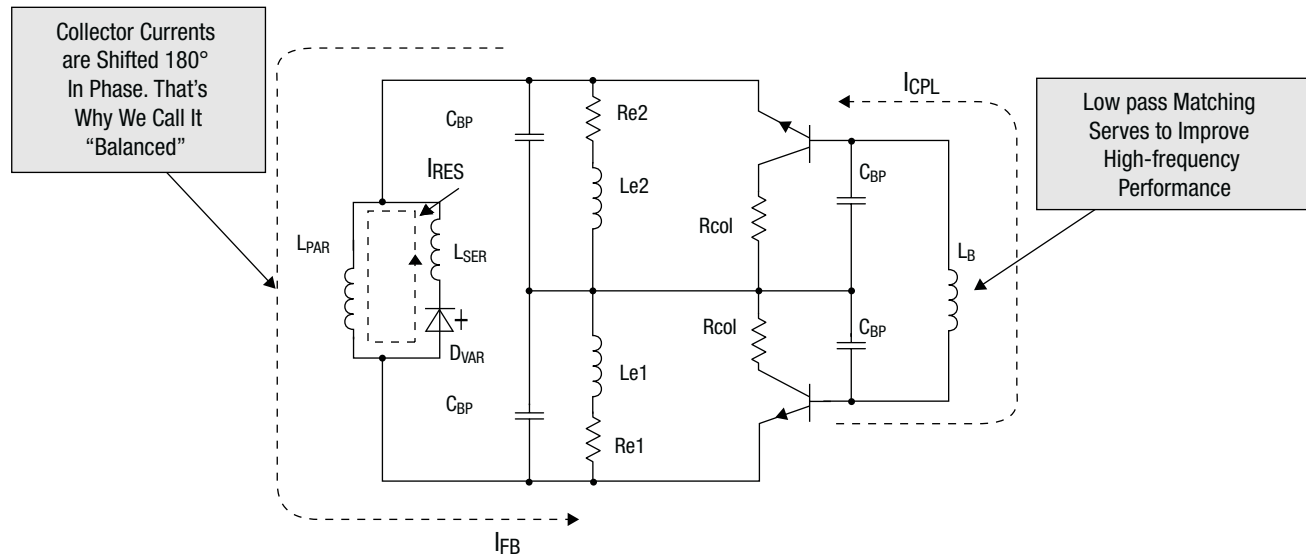 Collector Currents
are Shifted 180°
In Phase. That's
Why We Call It
“Balanced”
ICPL
Low pass Matching
Serves to Improve
High-frequency
Performance
CBP
Re2
IRES
CBP
Le2
Rcol
LPAR
LSER
LB
Rcol
CBP
+
DVAR
Le1
CBP
Re1
IFB